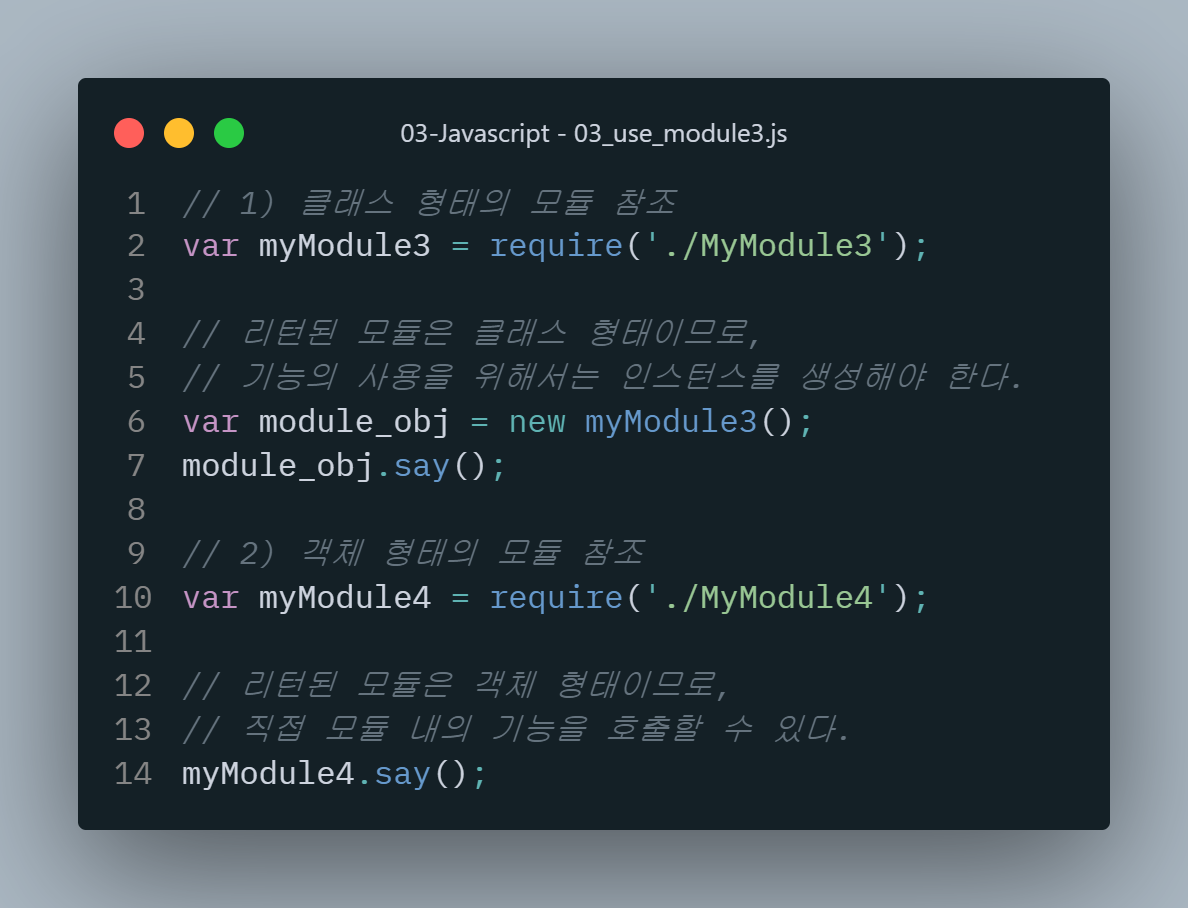 03-Javascript - 03_use_module3.js
1 // 1) 클래스 형태의 모듈 참조
2 var myModule3 = require('./MyModule3');
3
4 // 리턴된 모듈은 클래스 형태이므로,
5 // 기능의 사용을 위해서는 인스턴스를 생성해야 한다.
6 var module_obj = new myModule3();
7 module_obj.say();
8
9 // 2) 객체 형태의 모듈 참조
10 var myModule4 = require('./MyModule4');
11
12 // 리턴된 모듈은 객체 형태이므로,
13 // 직접 모듈 내의 기능을 호출할 수 있다.
14 myModule4.say();